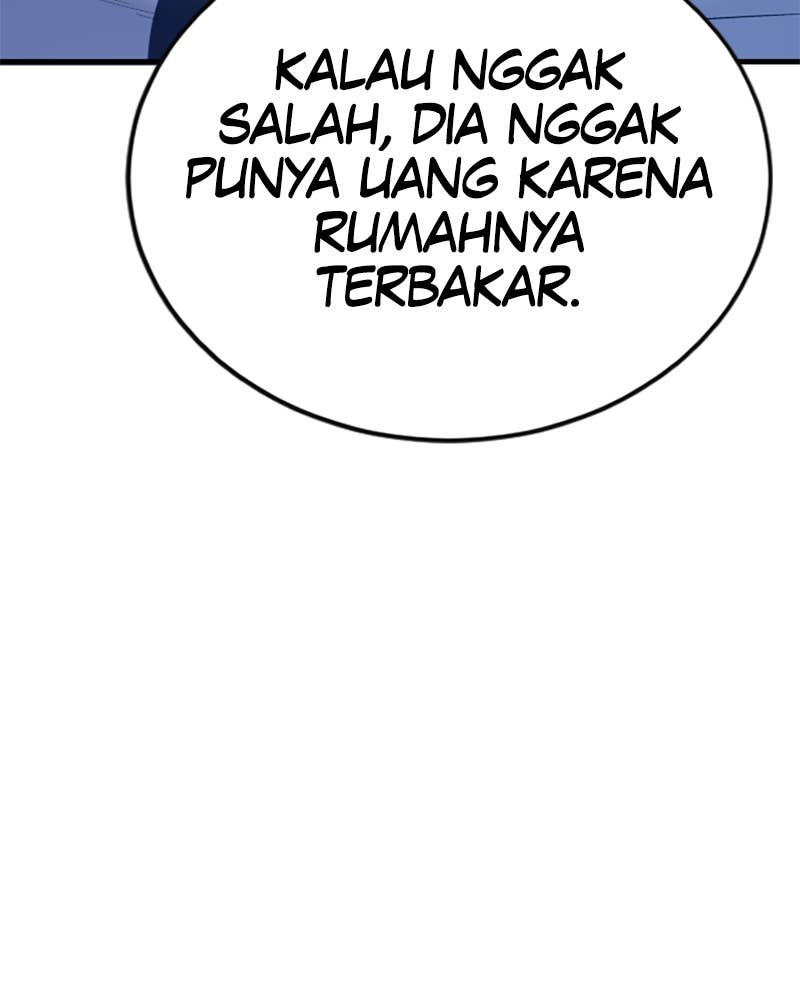 KALAU NGGAK
SALAH, DIA NGGAK
PUNYA UANG KARENA
RUMAHNYA
TERBAKAR.